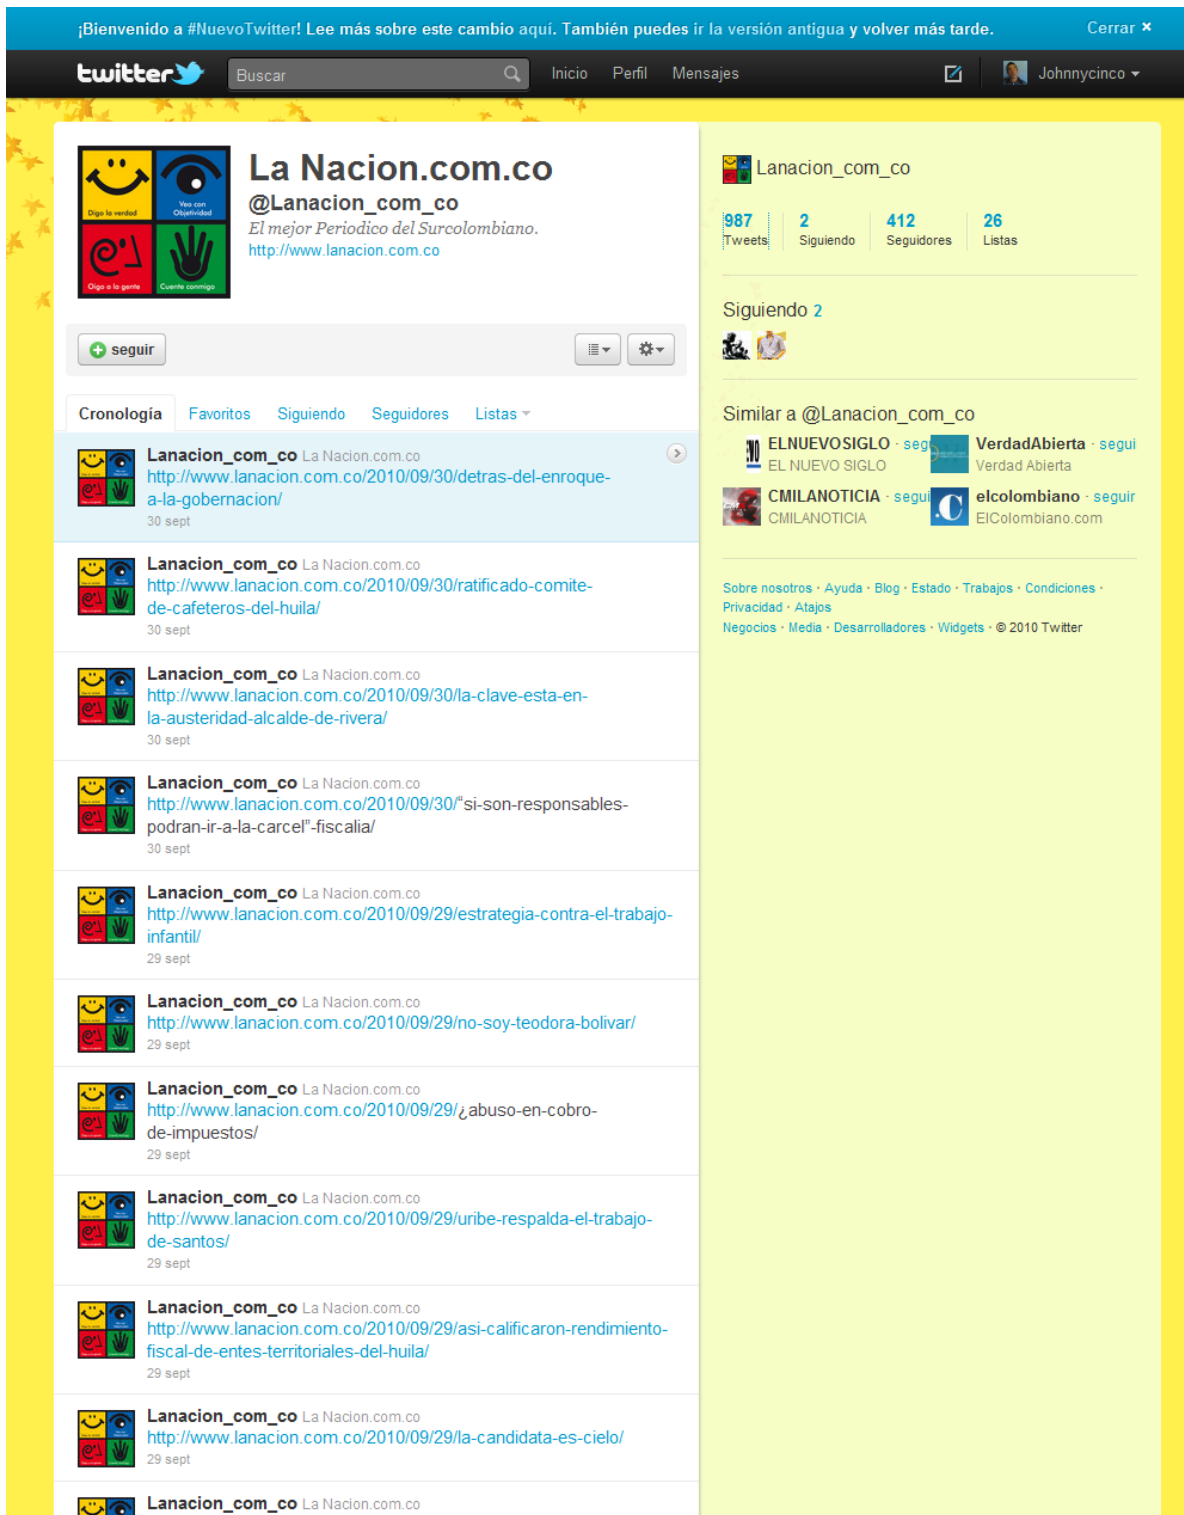 ¡Bienvenido a #NuevoTwitter! Lee más sobre este cambio aquí. También puedes ir la versión antigua y volver más tarde.
Cerrar ×
twitter
Buscar
Inicio
Perfil
Mensajes
Johnnycinco
La Nacion.com.co
@Lanacion_com_co
El mejor Periodico del Surcolombiano.
http://www.lanacion.com.co
Digo la verdad
Veo con
Objetividad
Oigo a la gente
Cuente conmigo
seguir
Cronología
Favoritos
Siguiendo
Seguidores
Listas
Lanacion_com_co La Nacion.com.co
http://www.lanacion.com.co/2010/09/30/detras-del-enroque-
a-la-gobernacion/
30 sept
Lanacion_com_co La Nacion.com.co
http://www.lanacion.com.co/2010/09/30/ratificado-comite-
de-cafeteros-del-huila/
30 sept
Lanacion_com_co La Nacion.com.co
http://www.lanacion.com.co/2010/09/30/la-clave-esta-en-
la-austeridad-alcalde-de-rivera/
30 sept
Lanacion_com_co La Nacion.com.co
http://www.lanacion.com.co/2010/09/30/“si-son-responsables-
podran-ir-a-la-carcel”-fiscalia/
30 sept
Lanacion_com_co La Nacion.com.co
http://www.lanacion.com.co/2010/09/29/estrategia-contra-el-trabajo-
infantil/
29 sept
Lanacion_com_co La Nacion.com.co
http://www.lanacion.com.co/2010/09/29/no-soy-teodora-bolivar/
29 sept
Lanacion_com_co La Nacion.com.co
http://www.lanacion.com.co/2010/09/29/¿abuso-en-cobro-
de-impuestos/
29 sept
Lanacion_com_co La Nacion.com.co
http://www.lanacion.com.co/2010/09/29/uribe-respalda-el-trabajo-
de-santos/
29 sept
Lanacion_com_co La Nacion.com.co
http://www.lanacion.com.co/2010/09/29/asi-calificaron-rendimiento-
fiscal-de-entes-territoriales-del-huila/
29 sept
Lanacion_com_co La Nacion.com.co
http://www.lanacion.com.co/2010/09/29/la-candidata-es-cielo/
29 sept
Lanacion_com_co La Nacion.com.co
Lanacion_com_co
987 2 412 26
Tweets Siguiendo Seguidores Listas
Siguiendo 2
Similar a @Lanacion_com_co
ELNUEVOSIGLO · seg
EL NUEVO SIGLO
VerdadAbierta · segui
Verdad Abierta
CMILANOTICIA · segui
CMILANOTICIA
elcolombiano · seguir
ElColombiano.com
Sobre nosotros · Ayuda · Blog · Estado · Trabajos · Condiciones ·
Privacidad · Atajos
Negocios · Media · Desarrolladores · Widgets · © 2010 Twitter